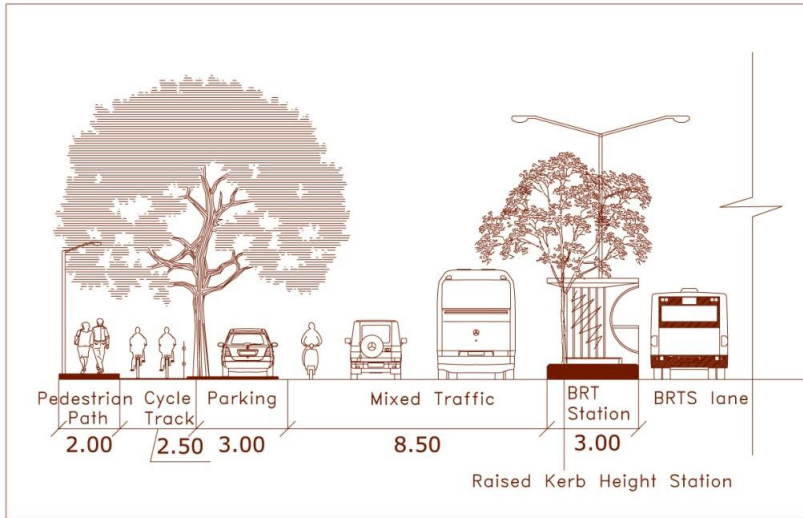 Pedestrian Path
Cycle Track
Parking
Mixed Traffic
BRT Station
BRTS lane
2.00
2.50
3.00
8.50
3.00
Raised Kerb Height Station